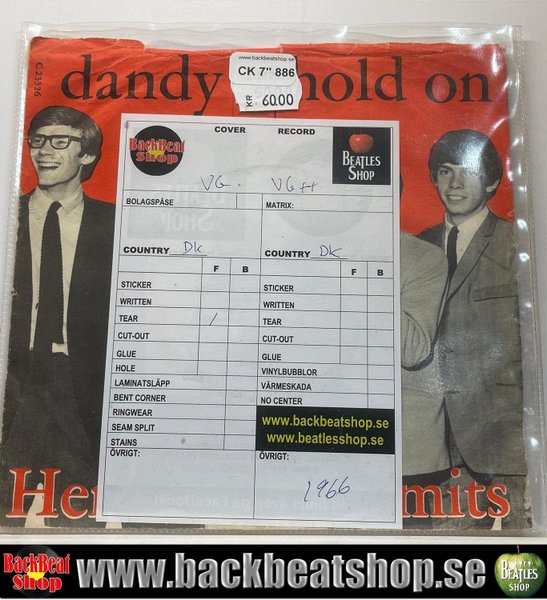 C23326
dandy hold on
www.backbeatshop.se
CK 7" 886
KR 60.00
COVER RECORD
BackBeat Shop
BEATLES SHOP
VG- VG++
BOLAGSPÅSE MATRIX:
COUNTRY DK COUNTRY DK
F B F B
STICKER STICKER
WRITTEN WRITTEN
TEAR / TEAR
CUT-OUT CUT-OUT
GLUE GLUE
HOLE VINYLBUBBLOR
LAMINATSLÄPP VÄRMESKADA
BENT CORNER NO CENTER
RINGWEAR
SEAM SPLIT
STAINS
www.backbeatshop.se
www.beatlesshop.se
ÖVRIGT: ÖVRIGT:
1966
Her mits
BackBeat Shop www.backbeatshop.se BEATLES SHOP